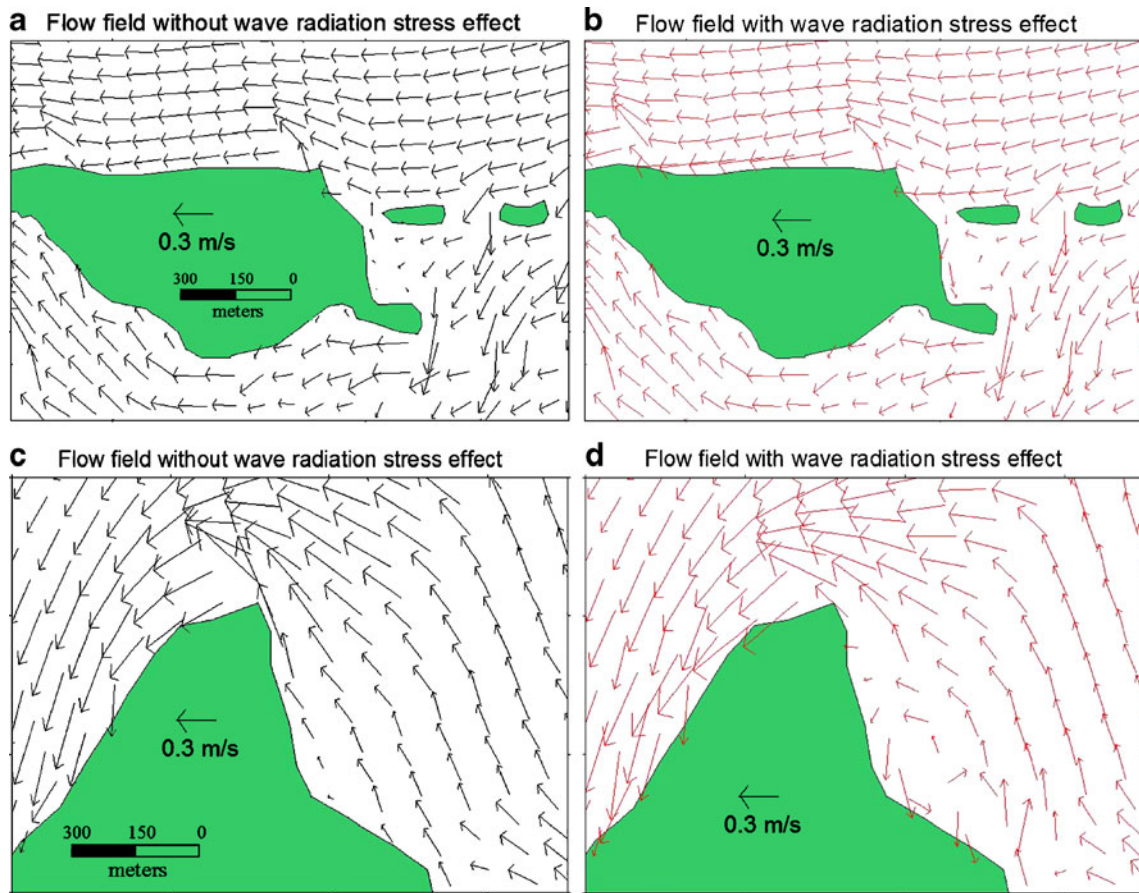 a Flow field without wave radiation stress effect
0.3 m/s
300 150 0
meters
b Flow field with wave radiation stress effect
0.3 m/s
c Flow field without wave radiation stress effect
0.3 m/s
300 150 0
meters
d Flow field with wave radiation stress effect
0.3 m/s